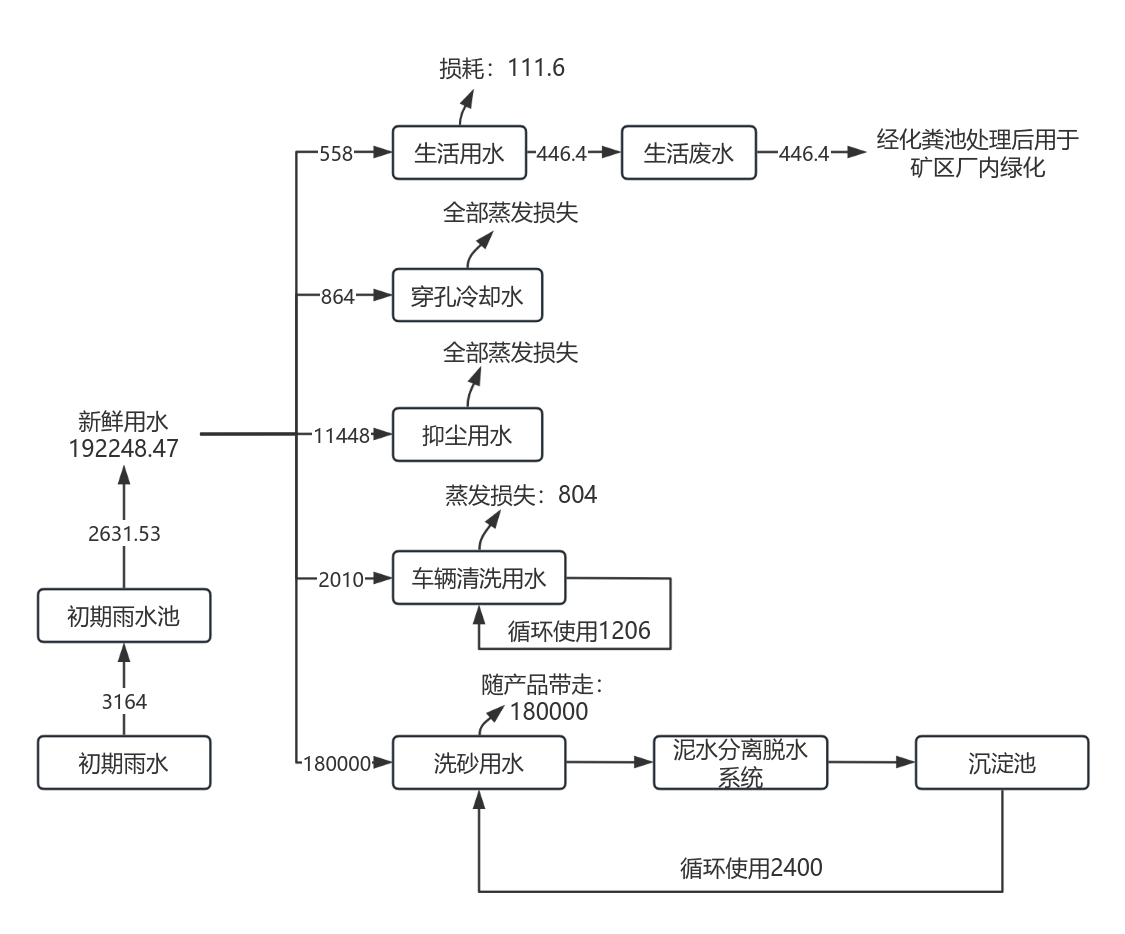 损耗：111.6
558
生活用水
446.4
生活废水
446.4
经化粪池处理后用于
矿区厂内绿化
全部蒸发损失
864
穿孔冷却水
全部蒸发损失
新鲜用水
192248.47
11448
抑尘用水
蒸发损失：804
2631.53
2010
车辆清洗用水
初期雨水池
循环使用1206
随产品带走：
180000
3164
初期雨水
180000
洗砂用水
泥水分离脱水
系统
沉淀池
循环使用2400